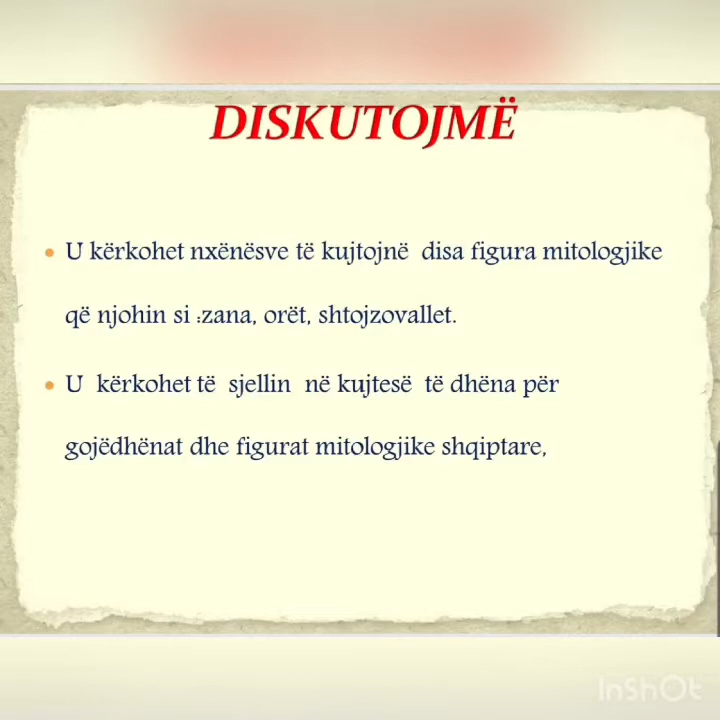 DISKUTOJMË
• U kërkohet nxënësve të kujtojnë disa figura mitologjike
që njohin si :zana, orët, shtojzovallet.
• U kërkohet të sjellin në kujtesë të dhëna për
gojëdhënat dhe figurat mitologjike shqiptare,
InShOt